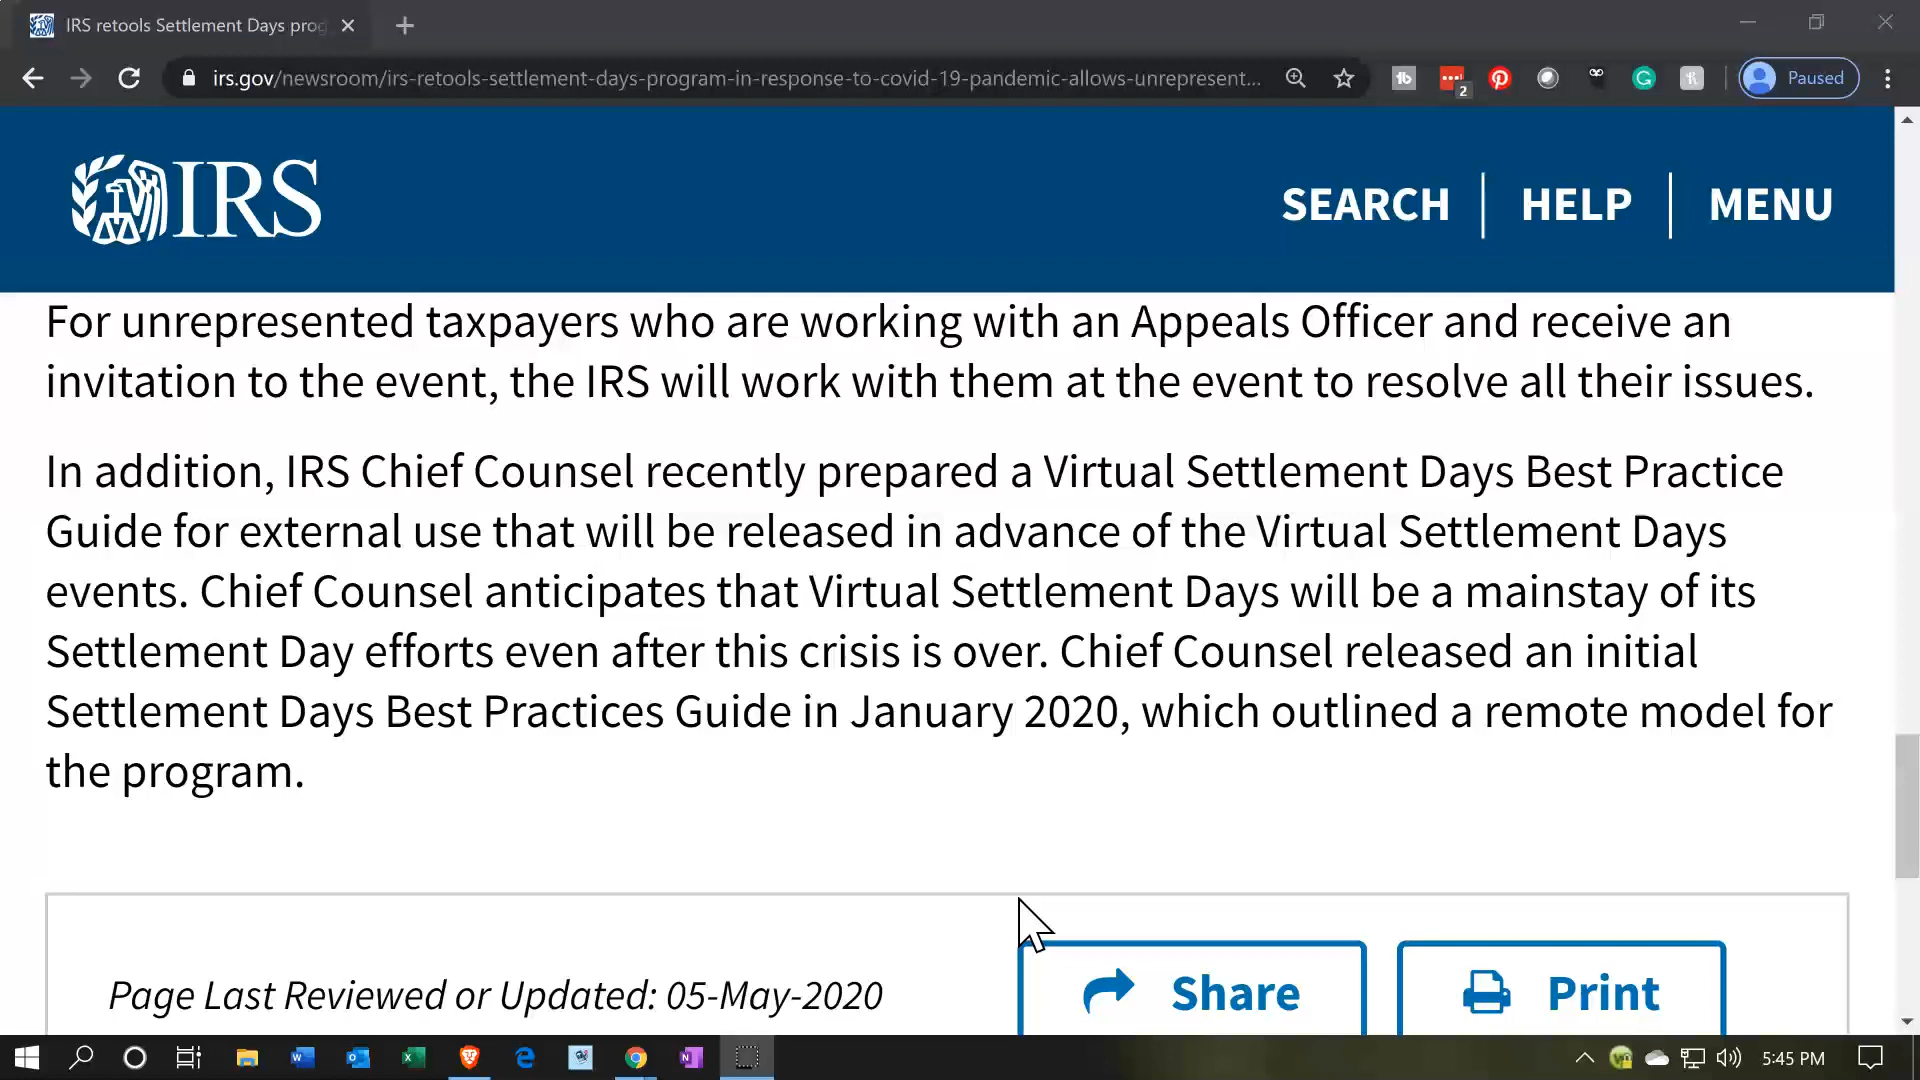 IRS retools Settlement Days prog
irs.gov/newsroom/irs-retools-settlement-days-program-in-response-to-covid-19-pandemic-allows-unrepresent...
2
Paused
IRS
SEARCH
HELP
MENU
For unrepresented taxpayers who are working with an Appeals Officer and receive an
invitation to the event, the IRS will work with them at the event to resolve all their issues.
In addition, IRS Chief Counsel recently prepared a Virtual Settlement Days Best Practice
Guide for external use that will be released in advance of the Virtual Settlement Days
events. Chief Counsel anticipates that Virtual Settlement Days will be a mainstay of its
Settlement Day efforts even after this crisis is over. Chief Counsel released an initial
Settlement Days Best Practices Guide in January 2020, which outlined a remote model for
the program.
Page Last Reviewed or Updated: 05-May-2020
Share
Print
5:45 PM